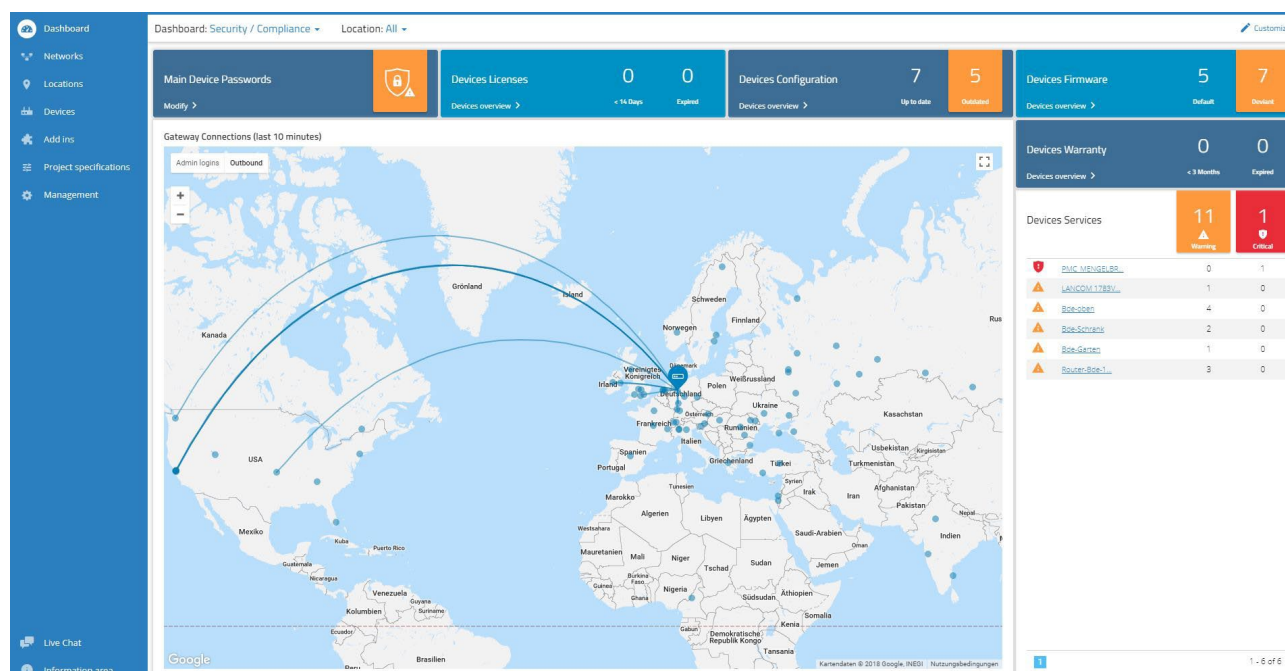 Dashboard
Networks
Locations
Devices
Add ins
Project specifications
Management
Live Chat
Information area
Dashboard: Security / Compliance
Location: All
Customiz
Main Device Passwords
Modify >
Devices Licenses
Devices overview >
0
< 14 Days
0
Expired
Devices Configuration
Devices overview >
7
Up to date
5
Outdated
Devices Firmware
Devices overview >
5
Default
7
Deviant
Gateway Connections (last 10 minutes)
Admin logins Outbound
+
−
Grönland
Island
Schweden
Finnland
Rus
Norwegen
Kanada
Dänemark
Vereinigtes
Königreich
Irland
Weißrussland
Polen
Deutschland
Ukraine
Österreich
Kasachstan
Frankreich
Rumänien
Italien
USA
Spanien
Usbekistan
Kirgisistan
Portugal
Griechenland
Türkei
Turkmenistan
Tunesien
Syrien
Afghanistan
Marokko
Irak
Iran
Pakistan
Algerien
Libyen
Ägypten
Nepal
Mexiko
Westsahara
Saudi-Arabien
Indien
Kuba
Puerto Rico
Oman
Mauretanien
Mali
Niger
Sudan
Jemen
Guatemala
Tschad
Nicaragua
Burkina
Faso
Guinea
Nigeria
Äthiopien
Venezuela
Ghana
Südsudan
Guyana
Kolumbien
Suriname
Somalia
Kenia
Gabun
Ecuador
Demokratische
Republik Kongo
Tansania
Brasilien
Peru
Google
Kartendaten © 2018 Google, INEGI
Nutzungsbedingungen
Devices Warranty
Devices overview >
0
< 3 Months
0
Expired
Devices Services
11
Warning
1
Critical
PMC_MENGELBR... 0 1
LANCOM 1783V... 1 0
Bde-oben 4 0
Bde-Schrank 2 0
Bde-Garten 1 0
Router-Bde-1... 3 0
1
1 - 6 of 6